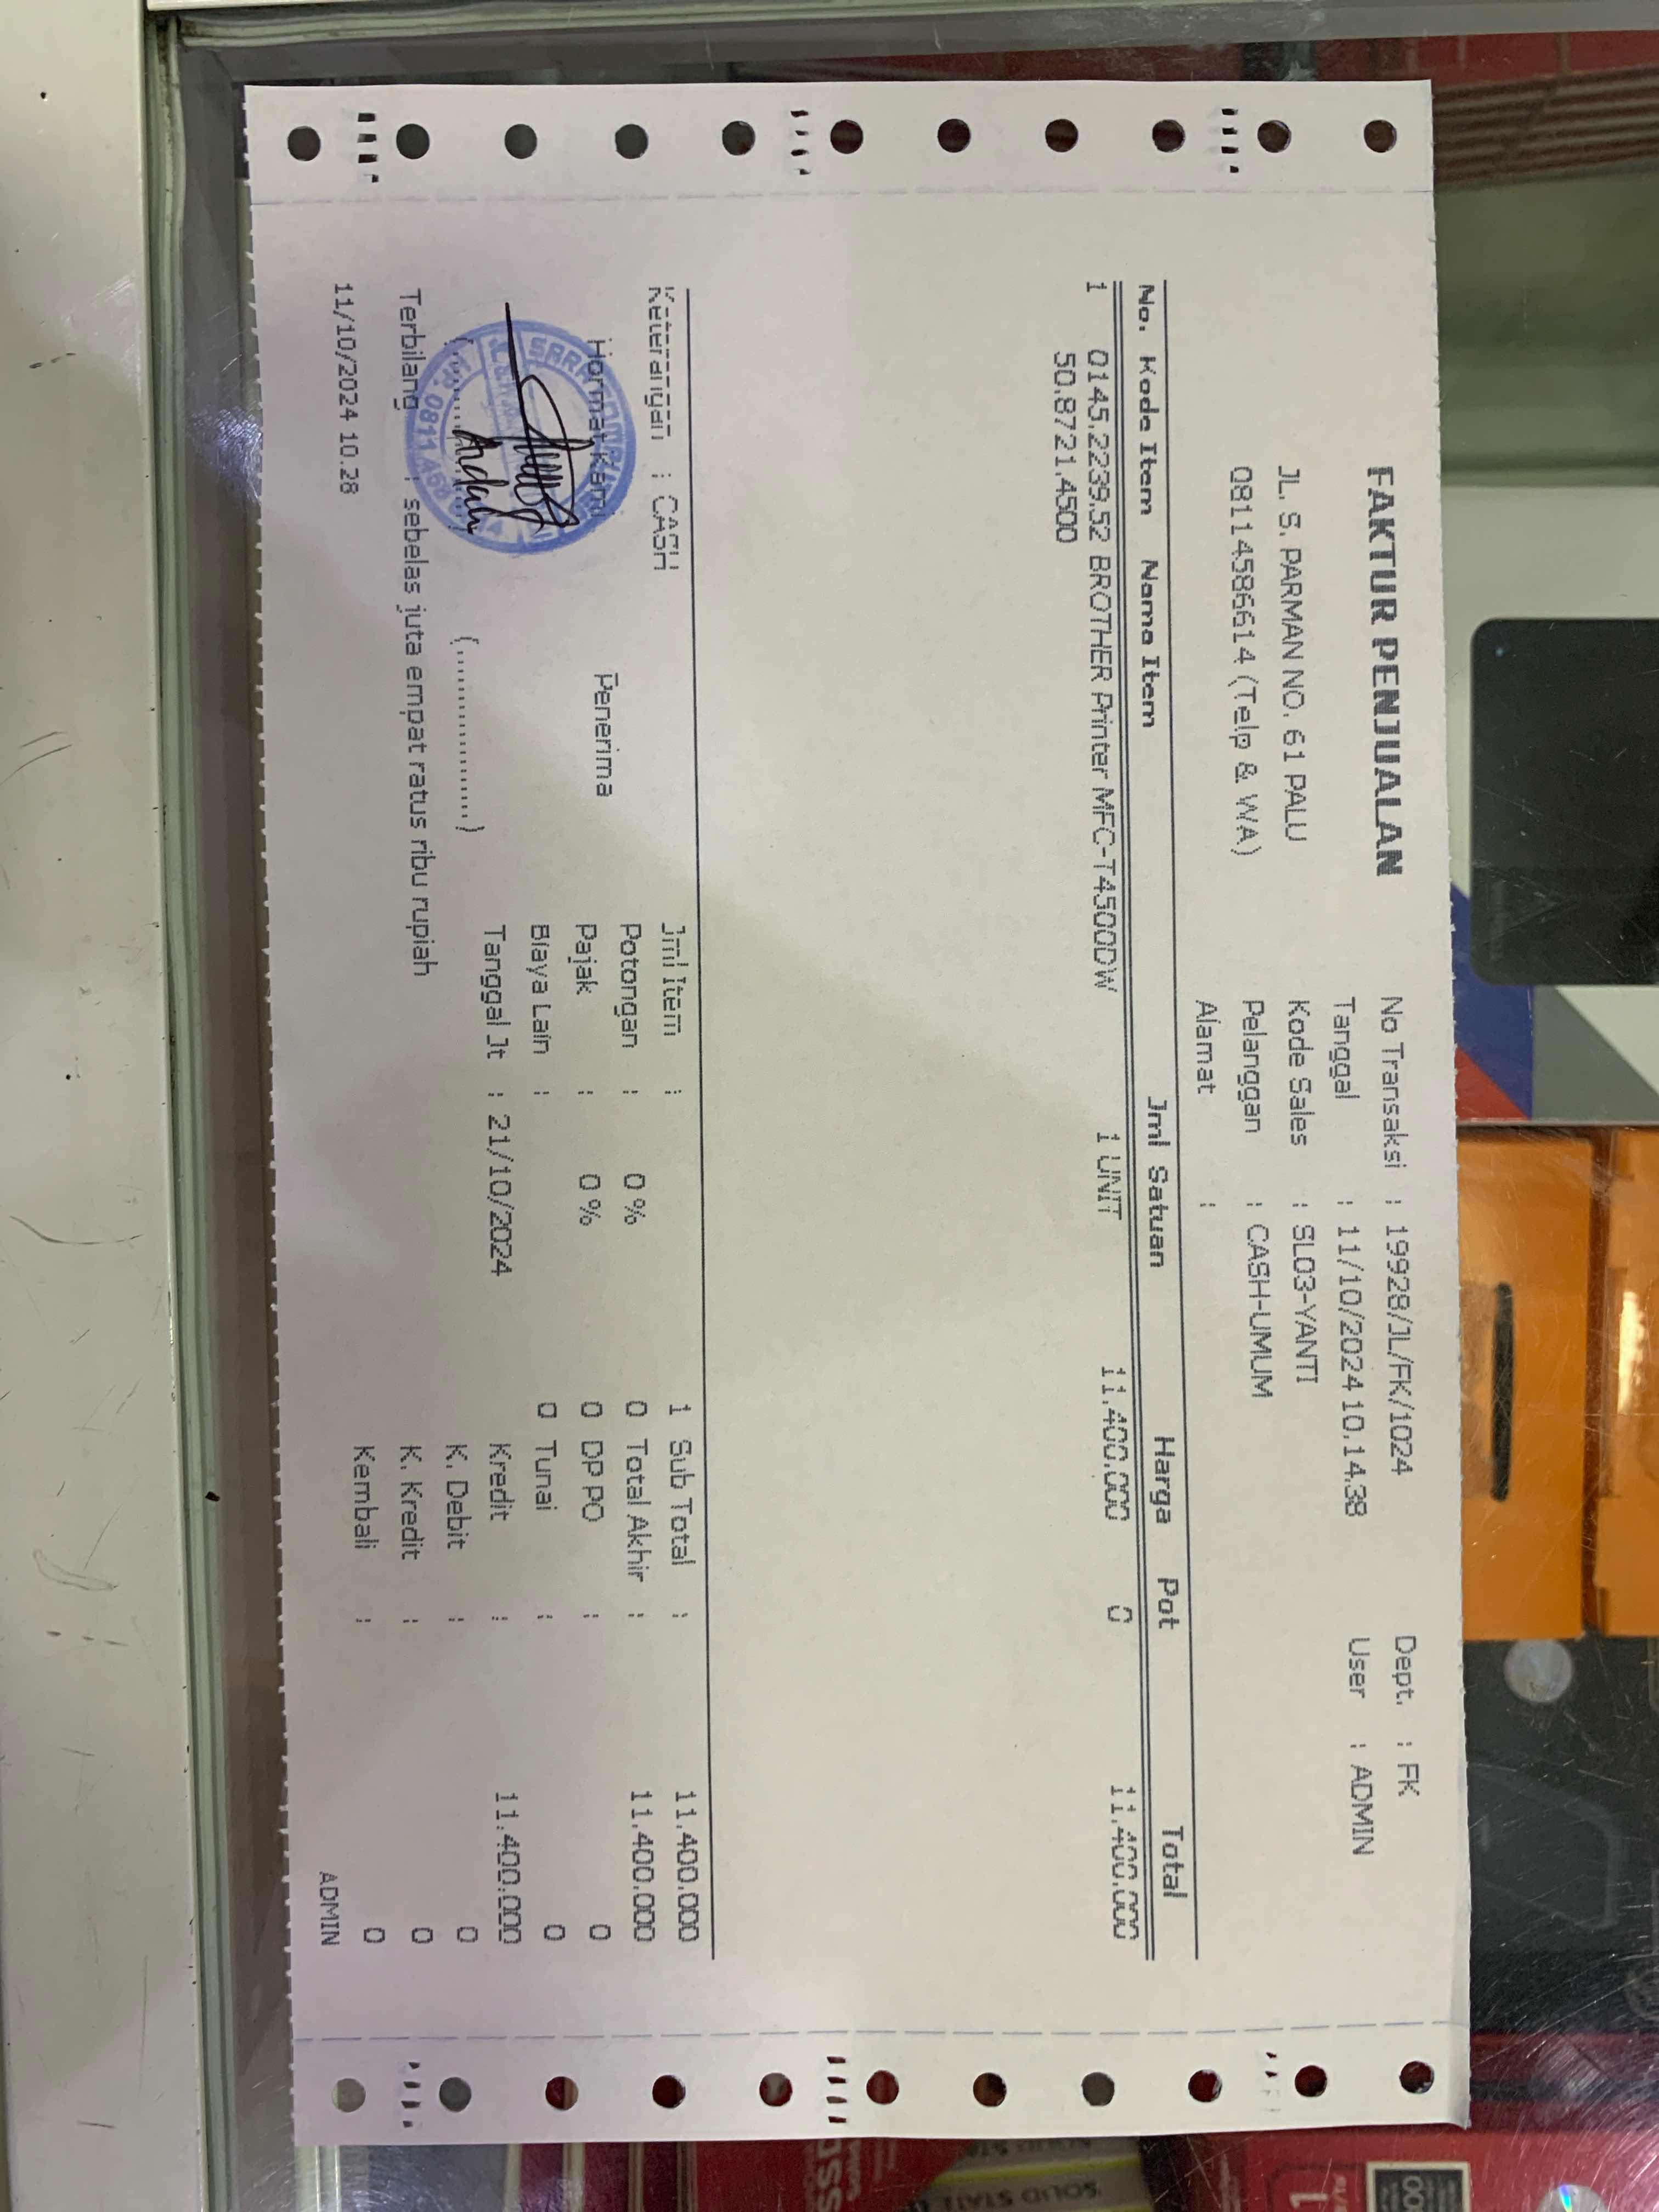 FAKTUR PENJUALAN
JL. S. PARMAN NO. 61 PALU
08114586614 (Telp & WA)
No Transaksi : 19928/JL/FK/1024
Tanggal : 11/10/2024 10.14.38
Kode Sales : SL03-YANTI
Pelanggan : CASH-UMUM
Alamat :
Dept. : FK
User : ADMIN
No. Kode Item Nama Item Jml Satuan Harga Pot Total
1 0145.2239.52 BROTHER Printer MFC-T4500DW 1 UNIT 11.400.000 0 11.400.000
50.8721.4500
Keterangan : CASH
Hormat Kami
Penerima
(....................)
Terbilang : sebelas juta empat ratus ribu rupiah
11/10/2024 10.28
Jml Item : 1
Potongan : 0 % 0
Pajak : 0 % 0
Biaya Lain : 0
Tanggal Jt : 21/10/2024
Sub Total : 11.400.000
Total Akhir : 11.400.000
DP PO : 0
Tunai : 0
Kredit : 11.400.000
K. Debit : 0
K. Kredit : 0
Kembali : 0
ADMIN
SOLID STATE
SSD